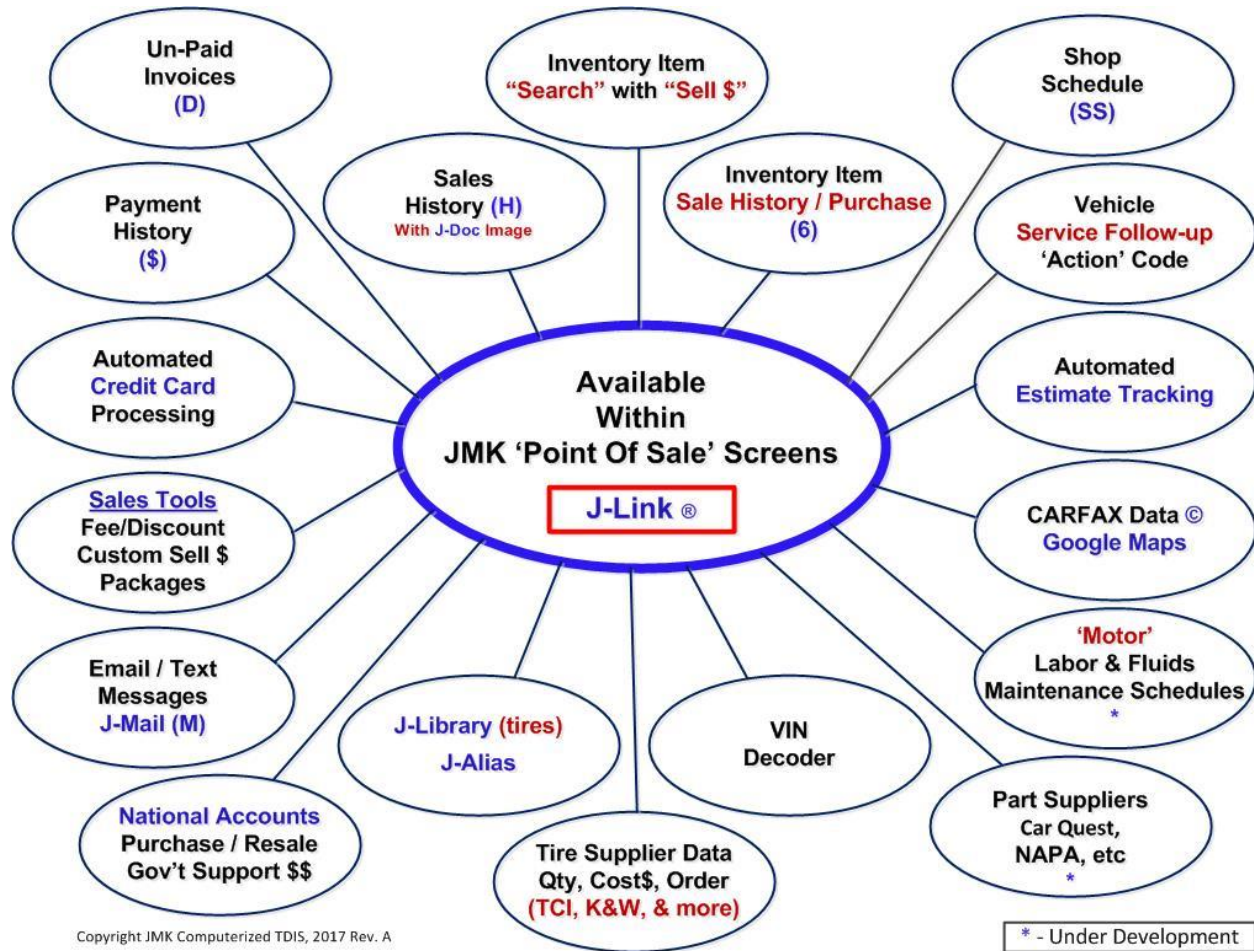 Un-Paid
Invoices
(D)
Inventory Item
“Search” with “Sell $”
Shop
Schedule
(SS)
Payment
History
($)
Sales
History (H)
With J-Doc Image
Inventory Item
Sale History / Purchase
(6)
Vehicle
Service Follow-up
‘Action’ Code
Automated
Credit Card
Processing
Available
Within
JMK ‘Point Of Sale’ Screens
J-Link ®
Automated
Estimate Tracking
Sales Tools
Fee/Discount
Custom Sell $
Packages
CARFAX Data ©
Google Maps
Email / Text
Messages
J-Mail (M)
J-Library (tires)
J-Alias
VIN
Decoder
‘Motor’
Labor & Fluids
Maintenance Schedules
*
National Accounts
Purchase / Resale
Gov’t Support $$
Tire Supplier Data
Qty, Cost$, Order
(TCI, K&W, & more)
Part Suppliers
Car Quest,
NAPA, etc
*
Copyright JMK Computerized TDIS, 2017 Rev. A
* - Under Development